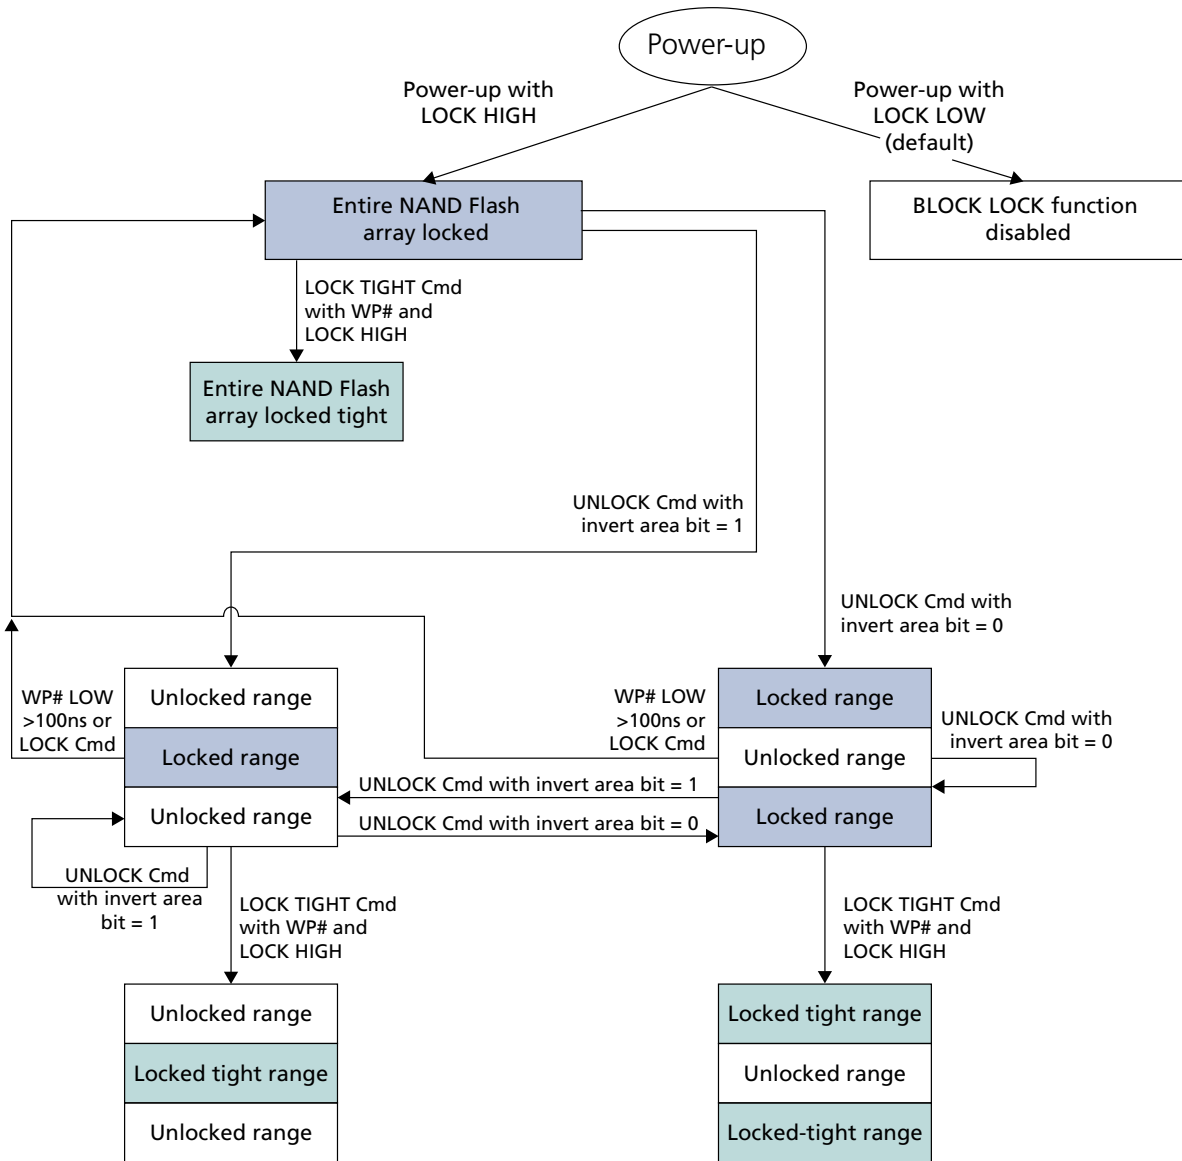 Power-up
Power-up with
LOCK HIGH
Power-up with
LOCK LOW
(default)
Entire NAND Flash
array locked
BLOCK LOCK function
disabled
LOCK TIGHT Cmd
with WP# and
LOCK HIGH
Entire NAND Flash
array locked tight
UNLOCK Cmd with
invert area bit = 1
UNLOCK Cmd with
invert area bit = 0
WP# LOW
>100ns or
LOCK Cmd
Unlocked range
Locked range
Unlocked range
WP# LOW
>100ns or
LOCK Cmd
Locked range
Unlocked range
Locked range
UNLOCK Cmd with
invert area bit = 0
UNLOCK Cmd with invert area bit = 1
UNLOCK Cmd with invert area bit = 0
UNLOCK Cmd
with invert area
bit = 1
LOCK TIGHT Cmd
with WP# and
LOCK HIGH
LOCK TIGHT Cmd
with WP# and
LOCK HIGH
Unlocked range
Locked tight range
Unlocked range
Locked tight range
Unlocked range
Locked-tight range